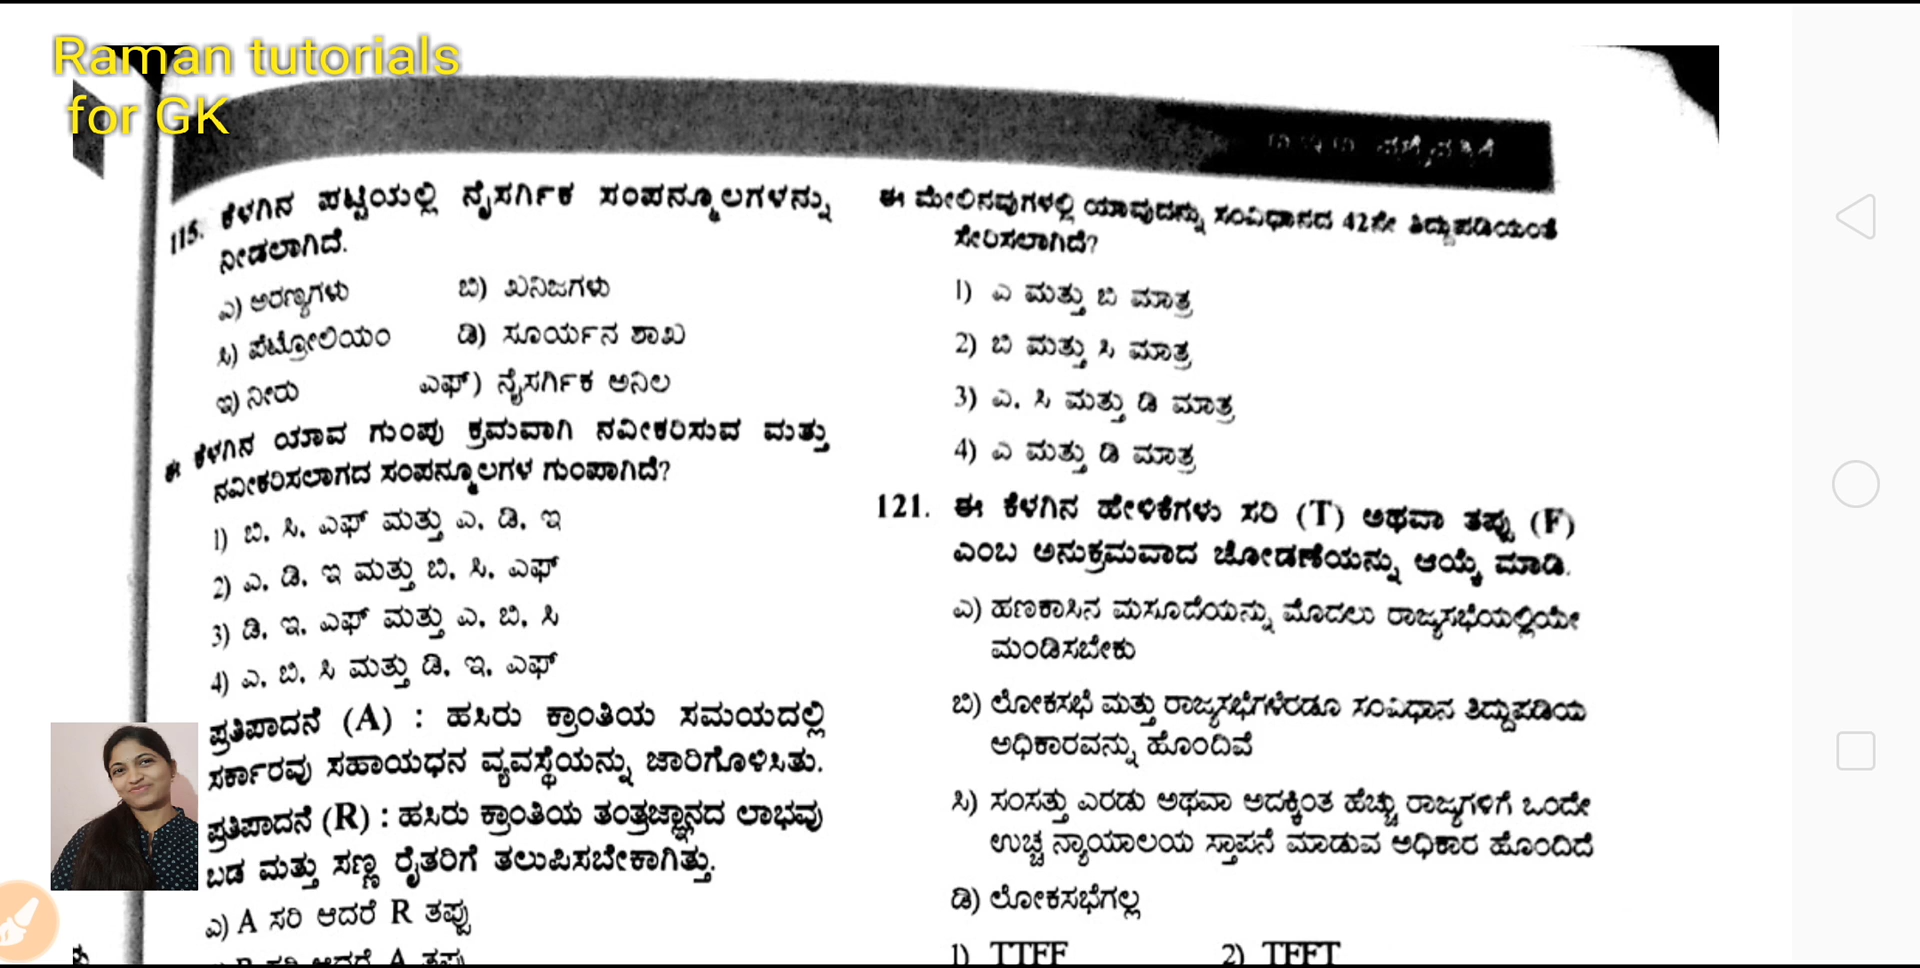 Raman tutorials
for GK
115. ಕೆಳಗಿನ ಪಟ್ಟಿಯಲ್ಲಿ ನೈಸರ್ಗಿಕ ಸಂಪನ್ಮೂಲಗಳನ್ನು
ನೀಡಲಾಗಿದೆ.
ಎ) ಅರಣ್ಯಗಳು ಬಿ) ಖನಿಜಗಳು
ಸಿ) ಪೆಟ್ರೋಲಿಯಂ ಡಿ) ಸೂರ್ಯನ ಶಾಖ
ಇ) ನೀರು ಎಫ್) ನೈಸರ್ಗಿಕ ಅನಿಲ
ಈ ಕೆಳಗಿನ ಯಾವ ಗುಂಪು ಕ್ರಮವಾಗಿ ನವೀಕರಿಸುವ ಮತ್ತು
ನವೀಕರಿಸಲಾಗದ ಸಂಪನ್ಮೂಲಗಳ ಗುಂಪಾಗಿದೆ?
1) ಬಿ. ಸಿ. ಎಫ್ ಮತ್ತು ಎ. ಡಿ. ಇ
2) ಎ. ಡಿ. ಇ ಮತ್ತು ಬಿ. ಸಿ. ಎಫ್
3) ಡಿ. ಇ. ಎಫ್ ಮತ್ತು ಎ. ಬಿ. ಸಿ
4) ಎ. ಬಿ. ಸಿ ಮತ್ತು ಡಿ. ಇ. ಎಫ್
ಪ್ರತಿಪಾದನೆ (A) : ಹಸಿರು ಕ್ರಾಂತಿಯ ಸಮಯದಲ್ಲಿ
ಸರ್ಕಾರವು ಸಹಾಯಧನ ವ್ಯವಸ್ಥೆಯನ್ನು ಜಾರಿಗೊಳಿಸಿತು.
ಪ್ರತಿಪಾದನೆ (R) : ಹಸಿರು ಕ್ರಾಂತಿಯ ತಂತ್ರಜ್ಞಾನದ ಲಾಭವು
ಬಡ ಮತ್ತು ಸಣ್ಣ ರೈತರಿಗೆ ತಲುಪಿಸಬೇಕಾಗಿತ್ತು.
ಎ) A ಸರಿ ಆದರೆ R ತಪ್ಪು
ಈ ಮೇಲಿನವುಗಳಲ್ಲಿ ಯಾವುದನ್ನು ಸಂವಿಧಾನದ 42ನೇ ತಿದ್ದುಪಡಿಯಂತೆ
ಸೇರಿಸಲಾಗಿದೆ?
1) ಎ ಮತ್ತು ಬಿ ಮಾತ್ರ
2) ಬಿ ಮತ್ತು ಸಿ ಮಾತ್ರ
3) ಎ. ಸಿ ಮತ್ತು ಡಿ ಮಾತ್ರ
4) ಎ ಮತ್ತು ಡಿ ಮಾತ್ರ
121. ಈ ಕೆಳಗಿನ ಹೇಳಿಕೆಗಳು ಸರಿ (T) ಅಥವಾ ತಪ್ಪು (F)
ಎಂಬ ಅನುಕ್ರಮವಾದ ಜೋಡಣೆಯನ್ನು ಆಯ್ಕೆ ಮಾಡಿ.
ಎ) ಹಣಕಾಸಿನ ಮಸೂದೆಯನ್ನು ಮೊದಲು ರಾಜ್ಯಸಭೆಯಲ್ಲಿಯೇ
ಮಂಡಿಸಬೇಕು
ಬಿ) ಲೋಕಸಭೆ ಮತ್ತು ರಾಜ್ಯಸಭೆಗಳೆರಡೂ ಸಂವಿಧಾನ ತಿದ್ದುಪಡಿಯ
ಅಧಿಕಾರವನ್ನು ಹೊಂದಿವೆ
ಸಿ) ಸಂಸತ್ತು ಎರಡು ಅಥವಾ ಅದಕ್ಕಿಂತ ಹೆಚ್ಚು ರಾಜ್ಯಗಳಿಗೆ ಒಂದೇ
ಉಚ್ಛ ನ್ಯಾಯಾಲಯ ಸ್ತಾಪನೆ ಮಾಡುವ ಅಧಿಕಾರ ಹೊಂದಿದೆ
ಡಿ) ಲೋಕಸಭೆಗಲ್ಲ
1) TTFF 2) TFFT